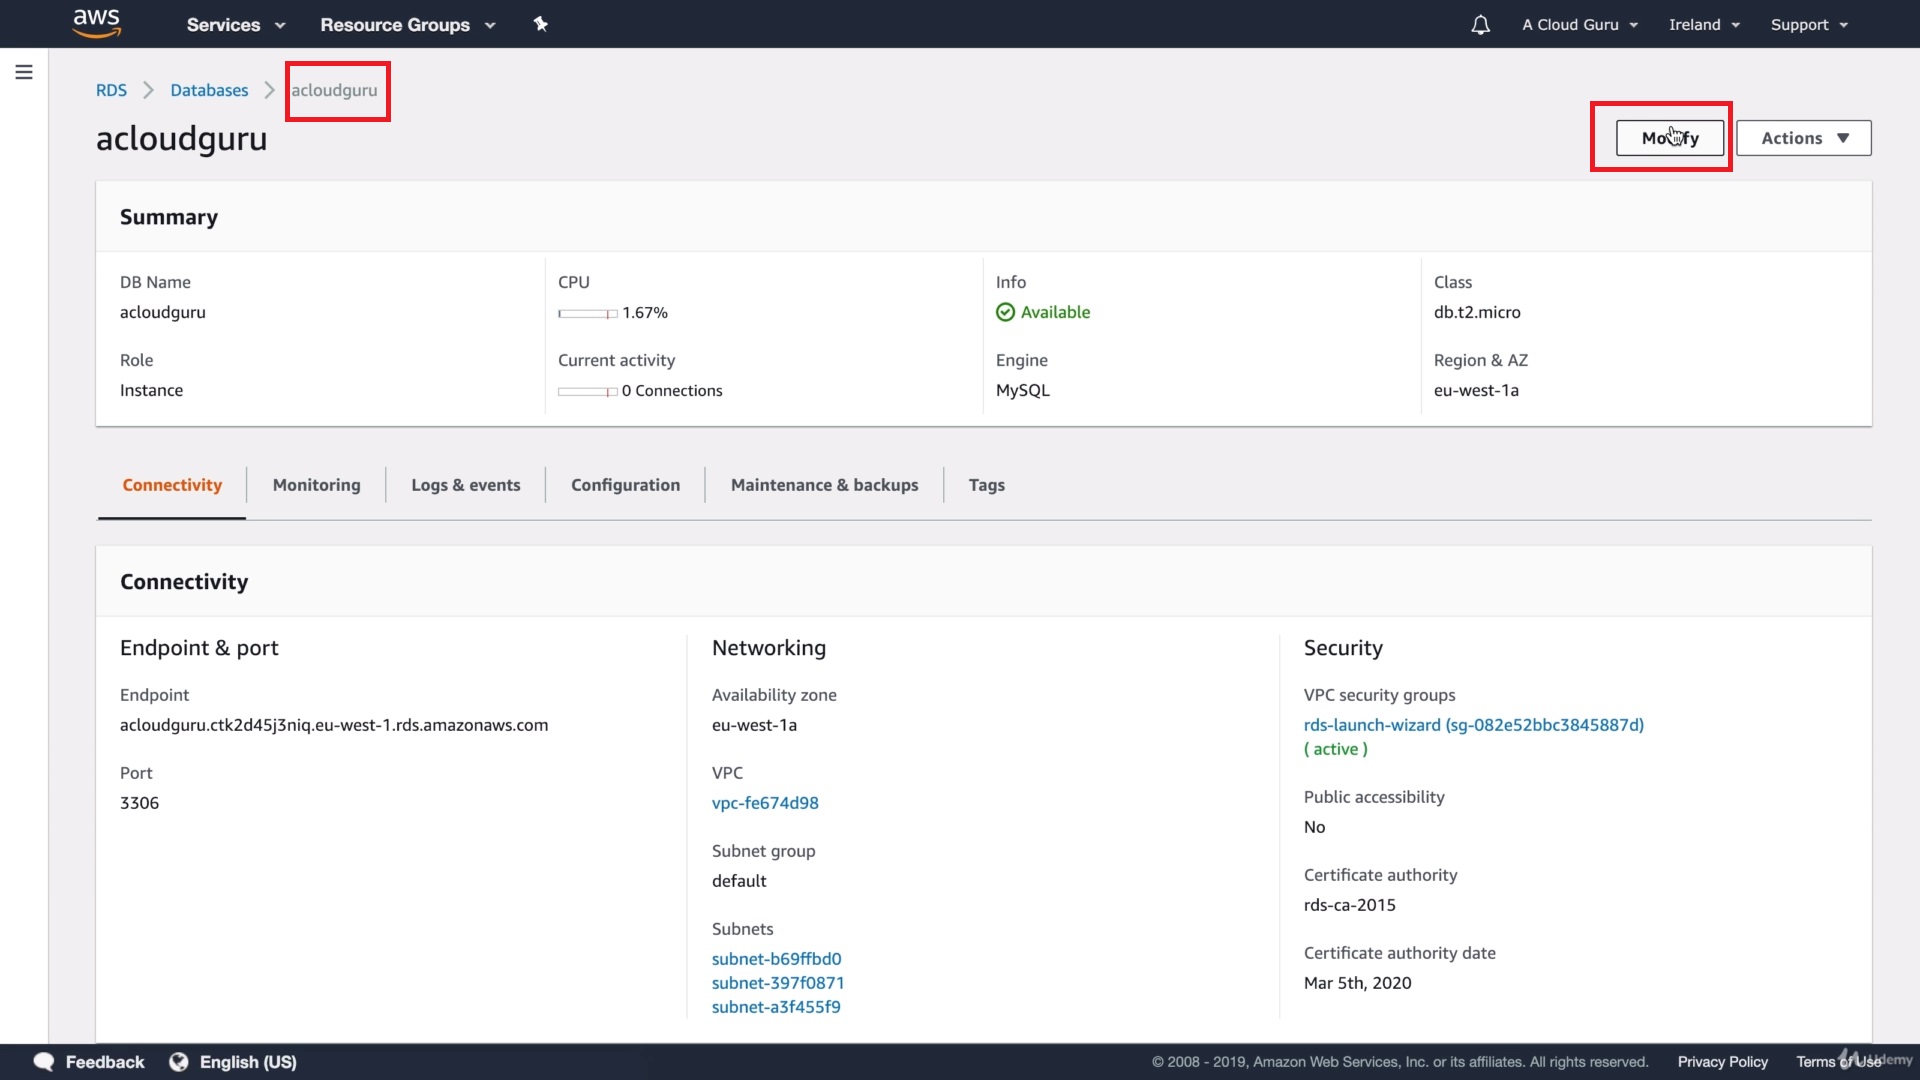 aws
Services
Resource Groups
A Cloud Guru
Ireland
Support
RDS
Databases
acloudguru
acloudguru
Modify
Actions
Summary
DB Name
acloudguru
CPU
1.67%
Info
Available
Class
db.t2.micro
Role
Instance
Current activity
0 Connections
Engine
MySQL
Region & AZ
eu-west-1a
Connectivity
Monitoring
Logs & events
Configuration
Maintenance & backups
Tags
Connectivity
Endpoint & port
Endpoint
acloudguru.ctk2d45j3niq.eu-west-1.rds.amazonaws.com
Port
3306
Networking
Availability zone
eu-west-1a
VPC
vpc-fe674d98
Subnet group
default
Subnets
subnet-b69ffbd0
subnet-397f0871
subnet-a3f455f9
Security
VPC security groups
rds-launch-wizard (sg-082e52bbc3845887d)
( active )
Public accessibility
No
Certificate authority
rds-ca-2015
Certificate authority date
Mar 5th, 2020
Feedback
English (US)
© 2008 - 2019, Amazon Web Services, Inc. or its affiliates. All rights reserved.
Privacy Policy
Terms of Use
Udemy